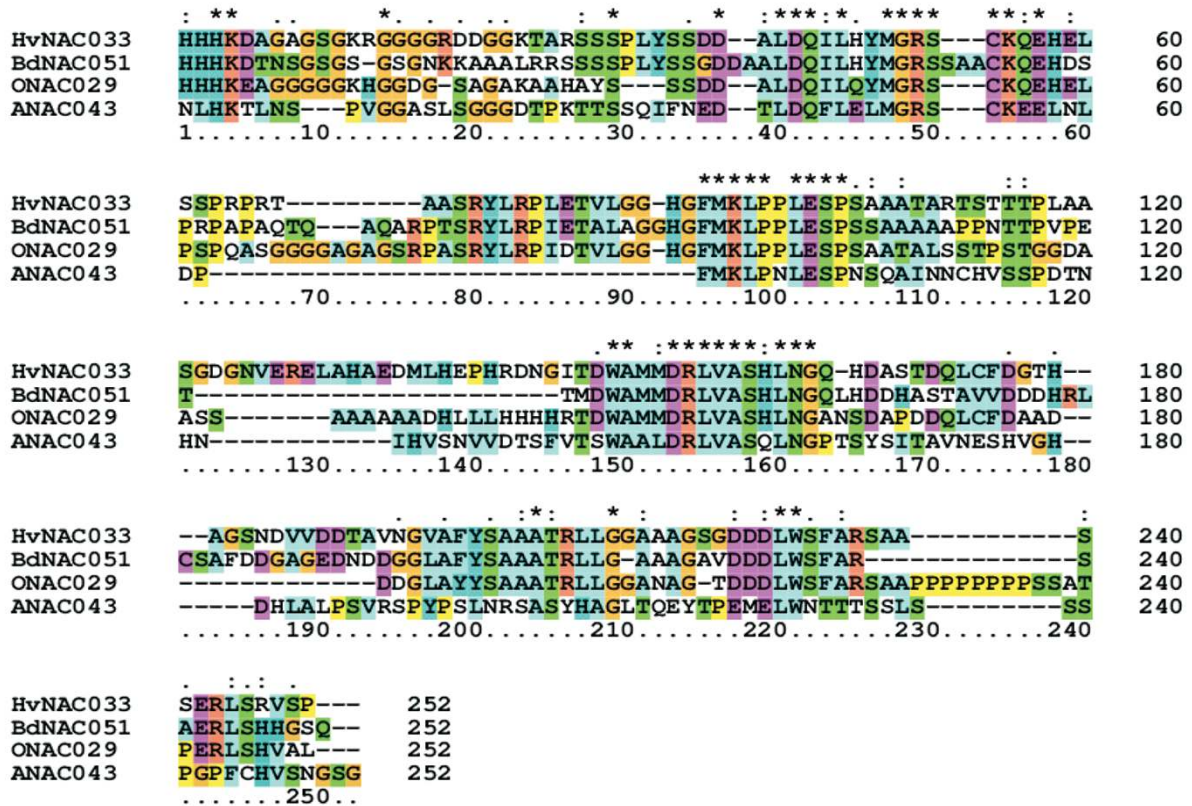 : ** . . *. . . . : * . * :***:*. **** **:* :
HvNAC033 HHHKDAGAGSGKRGGGGRDDGGKTARSSSPLYSSDD--ALDQILHYMGRS---CKQEHEL 60
BdNAC051 HHHKDTNSGSGS-GSGNKKAAALRRSSSSPLYSSGDDAALDQILHYMGRSSAACKQEHDS 60
ONAC029 HHHKEAGGGGGKHGGDG-SAGAKAAHAYS---SSDD--ALDQILQYMGRS---CKQEHEL 60
ANAC043 NLHKTLNS---PVGGASLSGGGDTPKTTSSQIFNED--TLDQFLELMGRS---CKEELNL 60
1........10........20........30........40........50........60
***** ****.: : ::
HvNAC033 SSPRPRT---------AASRYLRPLETVLGG-HGFMKLPPLESPSAAATARTSTTTPLAA 120
BdNAC051 PRPAPAQTQ---AQARPTSRYLRPIETALAGGHGFMKLPPLESPSSAAAAAPPNTTPVPE 120
ONAC029 PSPQASGGGGAGAGSRPASRYLRPIDTVLGG-HGFMKLPPLESPSAATALSSTPSTGGDA 120
ANAC043 DP--------------------------------FMKLPNLESPNSQAINNCHVSSPDTN 120
.........70........80........90.......100.......110.......120
.** :******:*** . :
HvNAC033 SGDGNVERELAHAEDMLHEPHRDNGITDWAMMDRLVASHLNGQ-HDASTDQLCFDGTH-- 180
BdNAC051 T------------------------TMDWAMMDRLVASHLNGQLHDDHASTAVVDDDHRL 180
ONAC029 ASS-------AAAAAADHLLLHHHHRTDWAMMDRLVASHLNGANSDAPDDQLCFDAAD-- 180
ANAC043 HN------------IHVSNVVDTSFVTSWAALDRLVASQLNGPTSYSITAVNESHVGH-- 180
.......130.......140.......150.......160.......170.......180
. . : :*: * : : :** : :
HvNAC033 --AGSNDVVDDTAVNGVAFYSAAATRLLGGAAAGSGDDDLWSFARSAA-----------S 240
BdNAC051 CSAFDDGAGEDNDDGGLAFYSAAATRLLG-AAAGAVDDDLWSFAR--------------S 240
ONAC029 -------------DDGLAYYSAAATRLLGGANAG-TDDDLWSFARSAAPPPPPPPPSSAT 240
ANAC043 -----DHLALPSVRSPYPSLNRSASYHAGLTQEYTPEMELWNTTTSSLS---------SS 240
.......190.......200.......210.......220.......230.......240
. :.: .
HvNAC033 SERLSRVSP--- 252
BdNAC051 AERLSHHGSQ-- 252
ONAC029 PERLSHVAL--- 252
ANAC043 PGPFCHVSNGSG 252
.......250..